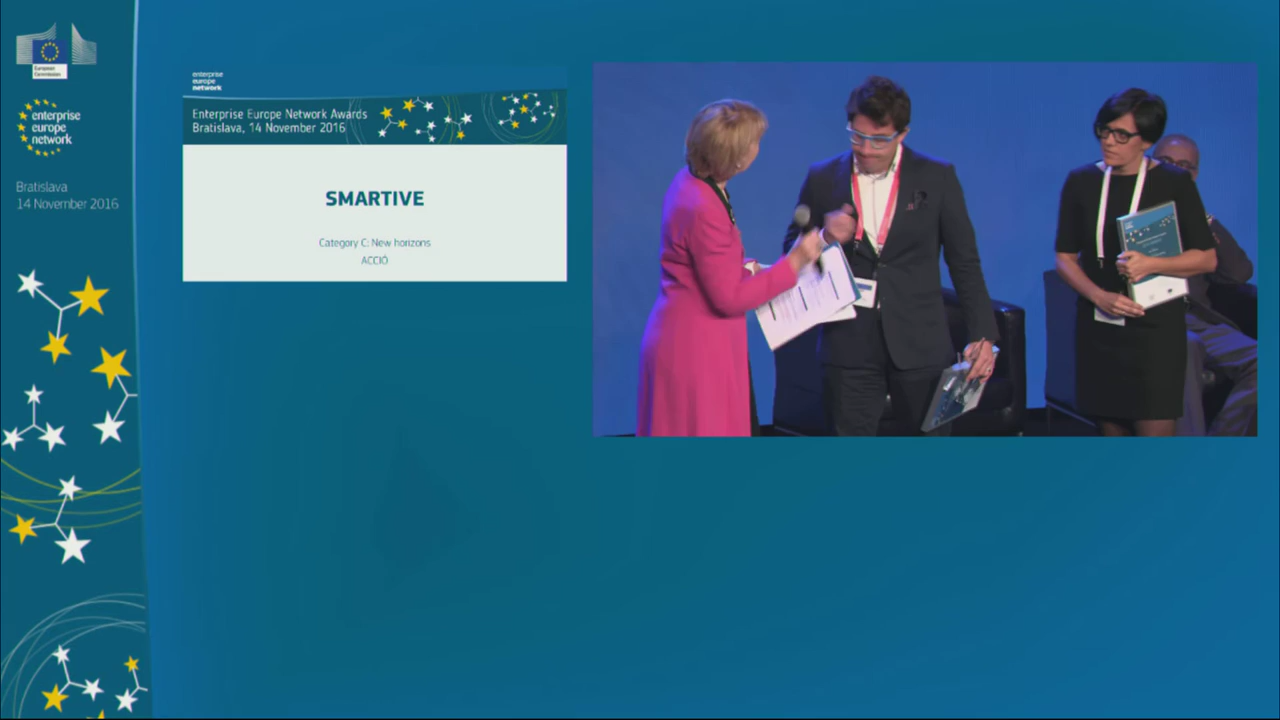 European
Commission
enterprise
europe
network
Bratislava
14 November 2016
enterprise
europe
network
Enterprise Europe Network Awards
Bratislava, 14 November 2016
SMARTIVE
Category C: New horizons
ACCIÓ